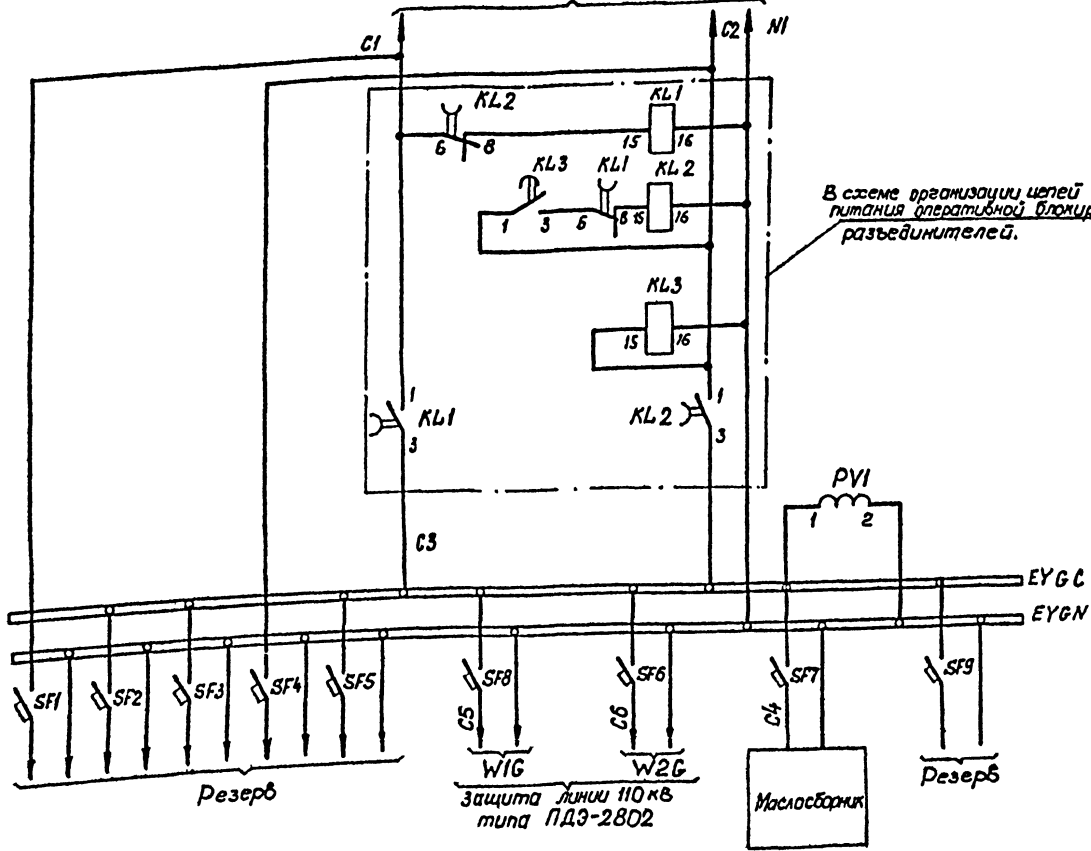 C1
C2
N1
KL2
6
8
KL1
15
16
KL3
1
3
KL1
6
8
KL2
15
16
В схеме организации цепей
питания оперативной
разъединителей.
KL3
15
16
1
KL1
3
1
KL2
3
PV1
1
2
C3
EYGC
EYGN
SF1
SF2
SF3
SF4
SF5
SF8
SF6
SF7
SF9
C5
C6
C4
W1G
W2G
Резерв
Резерв
Защита линии 110 кв
типа ПДЭ-2802
Маслосборник